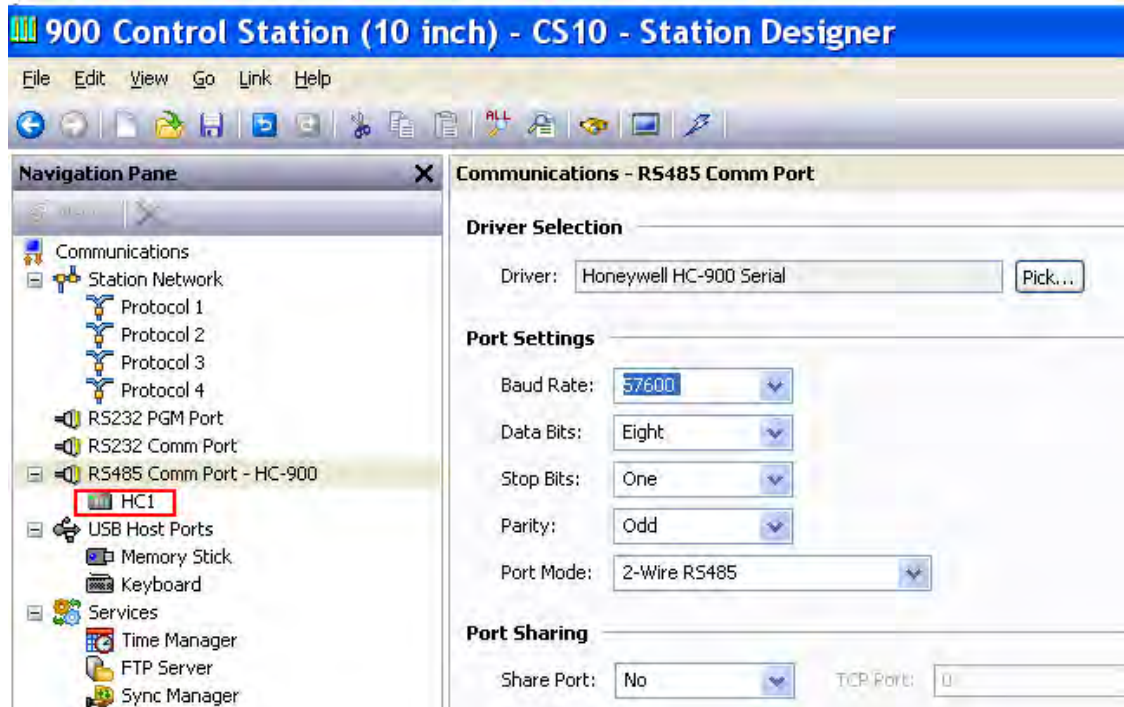 900 Control Station (10 inch) - CS10 - Station Designer
File Edit View Go Link Help
ALL
Navigation Pane
Communications - RS485 Comm Port
Communications
Station Network
Protocol 1
Protocol 2
Protocol 3
Protocol 4
RS232 PGM Port
RS232 Comm Port
RS485 Comm Port - HC-900
HC1
USB Host Ports
Memory Stick
Keyboard
Services
Time Manager
FTP Server
Sync Manager
Driver Selection
Driver: Honeywell HC-900 Serial Pick...
Port Settings
Baud Rate: 57600
Data Bits: Eight
Stop Bits: One
Parity: Odd
Port Mode: 2-Wire RS485
Port Sharing
Share Port: No TCP Port: 0